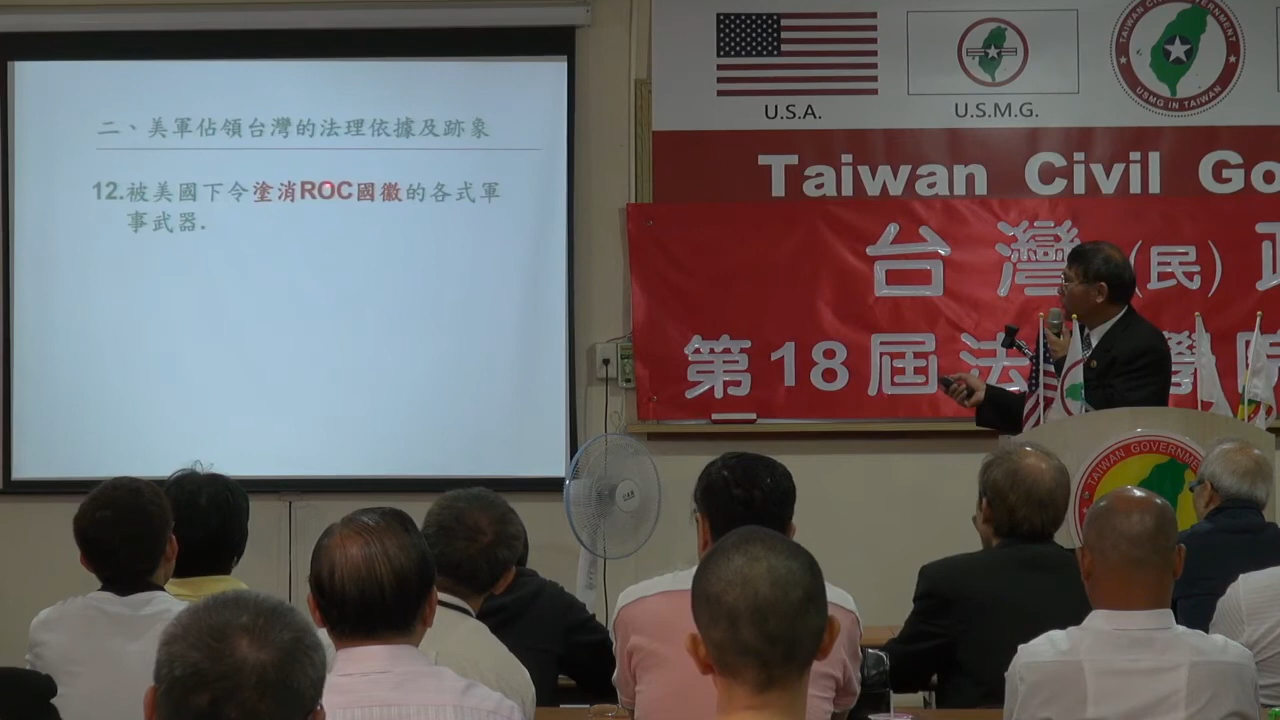 二、美軍佔領台灣的法理依據及跡象
12.被美國下令塗消ROC國徽的各式軍
事武器.
U.S.A.
U.S.M.G.
TAIWAN CIVIL GOVERNMENT
USMG IN TAIWAN
Taiwan Civil Go
台灣(民)
第18屆法學
TAIWAN GOVERNMENT